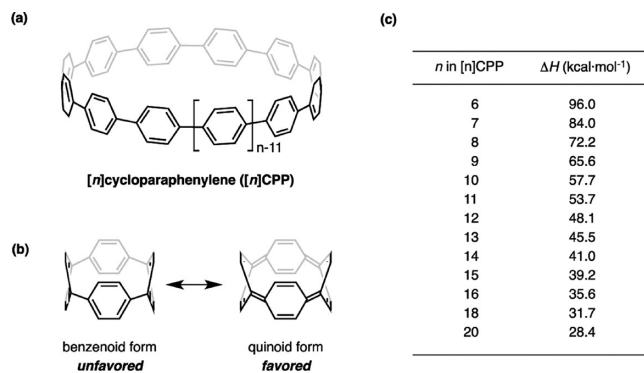 (a)
n-11
[n]cycloparaphenylene ([n]CPP)
(b)
benzenoid form
unfavored
quinoid form
favored
(c)
n in [n]CPP ΔH (kcal·mol⁻¹)
6 96.0
7 84.0
8 72.2
9 65.6
10 57.7
11 53.7
12 48.1
13 45.5
14 41.0
15 39.2
16 35.6
18 31.7
20 28.4